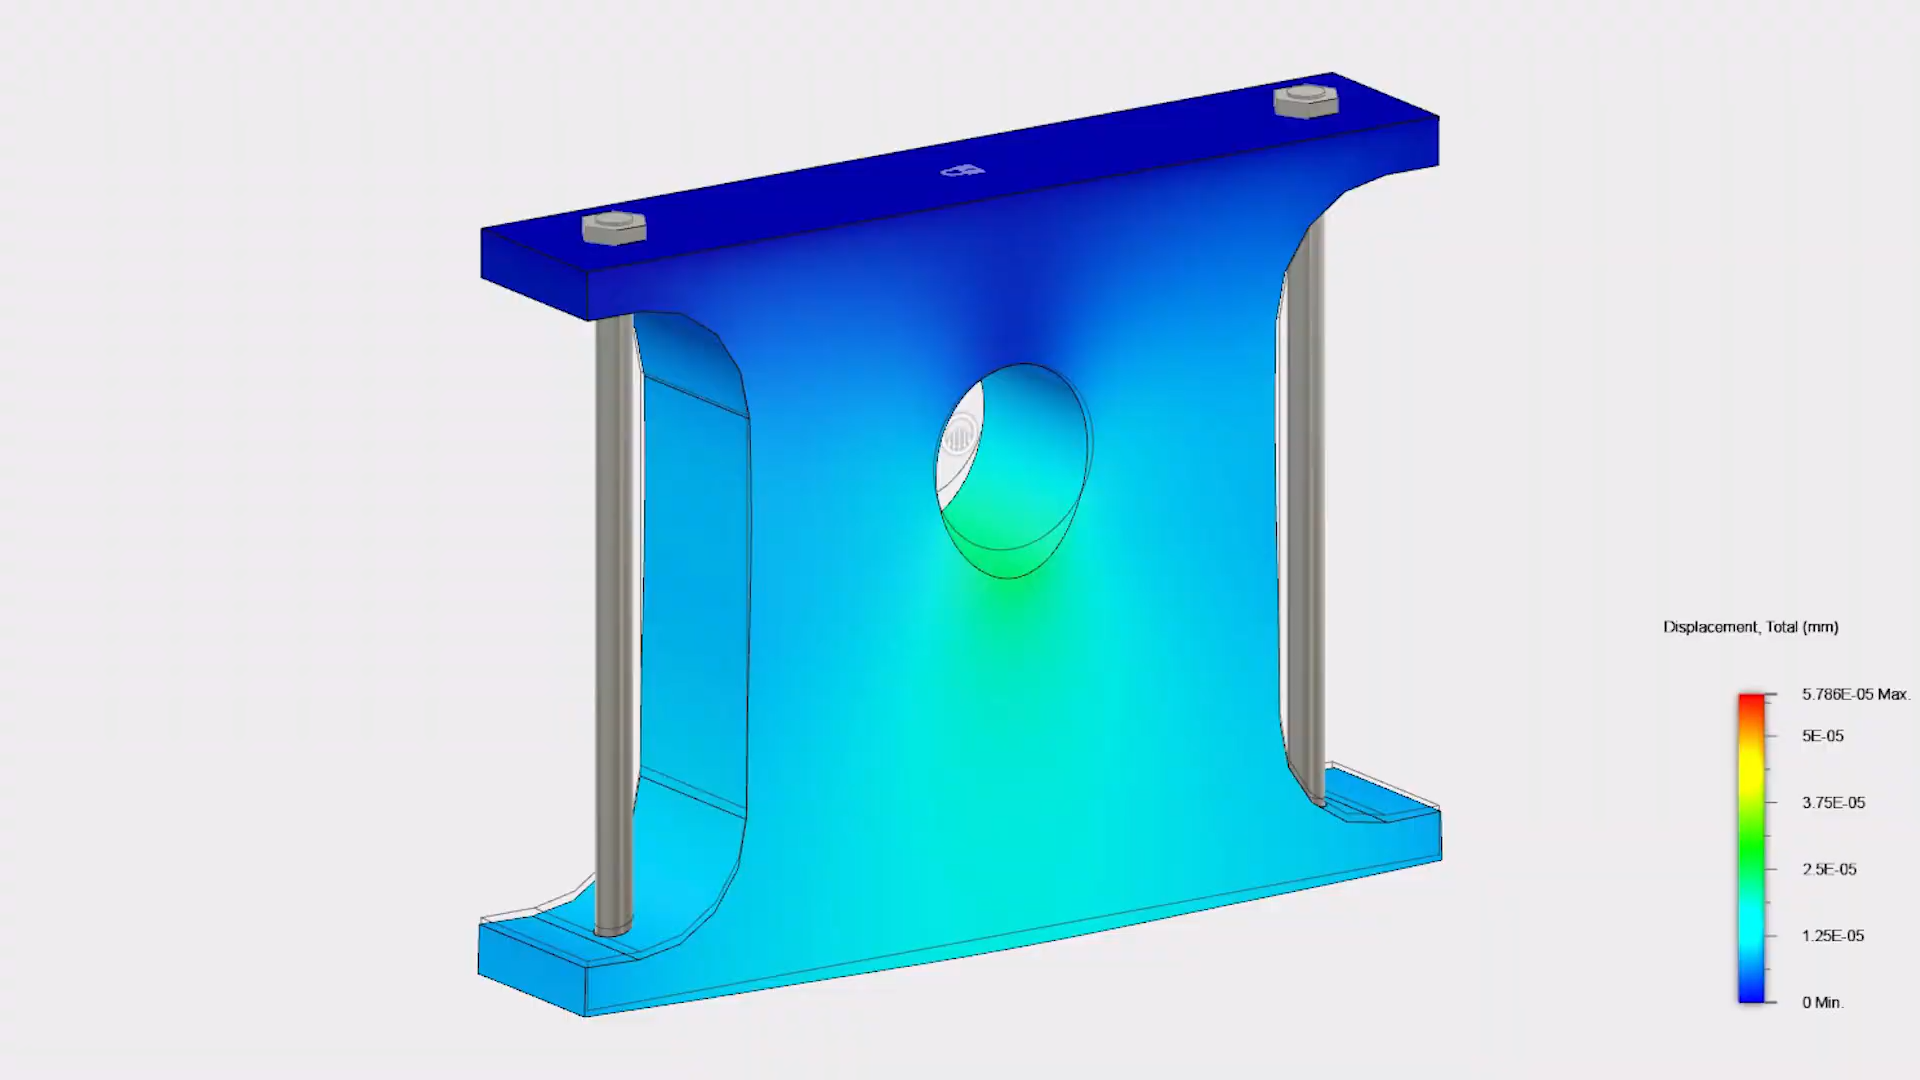 Displacement, Total (mm)
5.786E-05 Max.
5E-05
3.75E-05
2.5E-05
1.25E-05
0 Min.